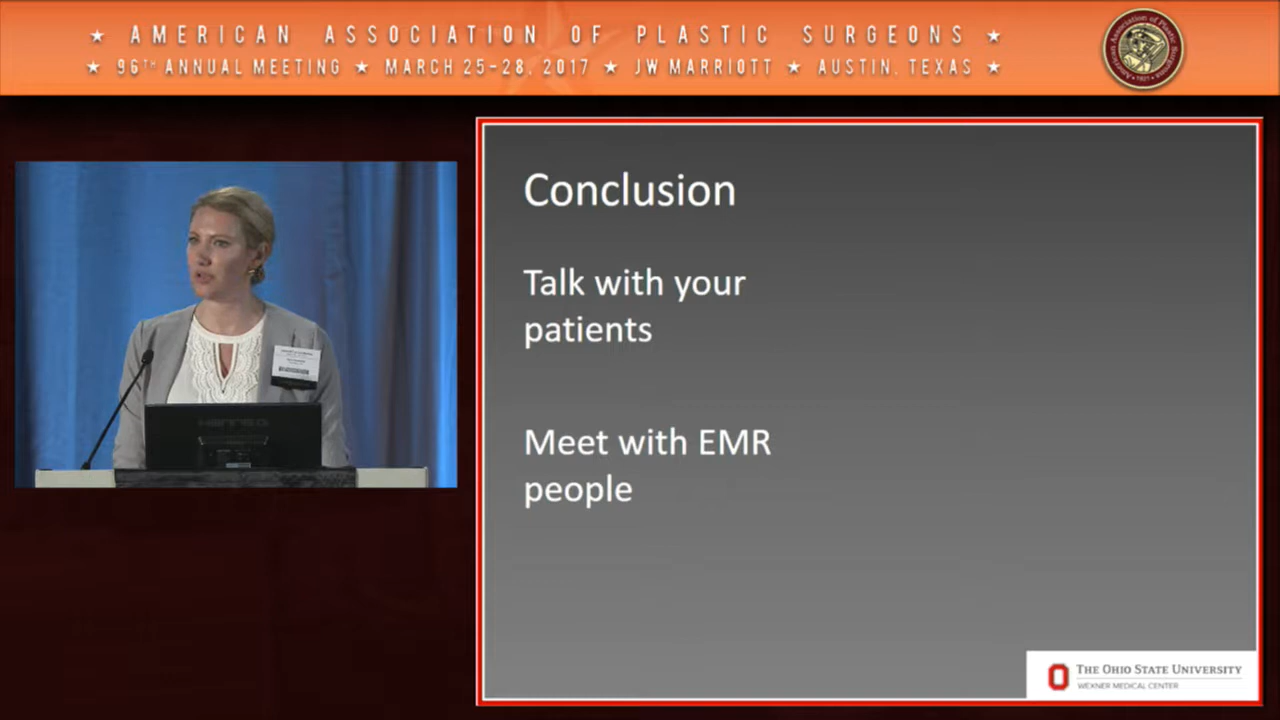 ★ AMERICAN ASSOCIATION OF PLASTIC SURGEONS ★
★ 96TH ANNUAL MEETING ★ MARCH 25-28, 2017 ★ JW MARRIOTT ★ AUSTIN, TEXAS ★
Conclusion
Talk with your
patients
Meet with EMR
people
THE OHIO STATE UNIVERSITY
WEXNER MEDICAL CENTER